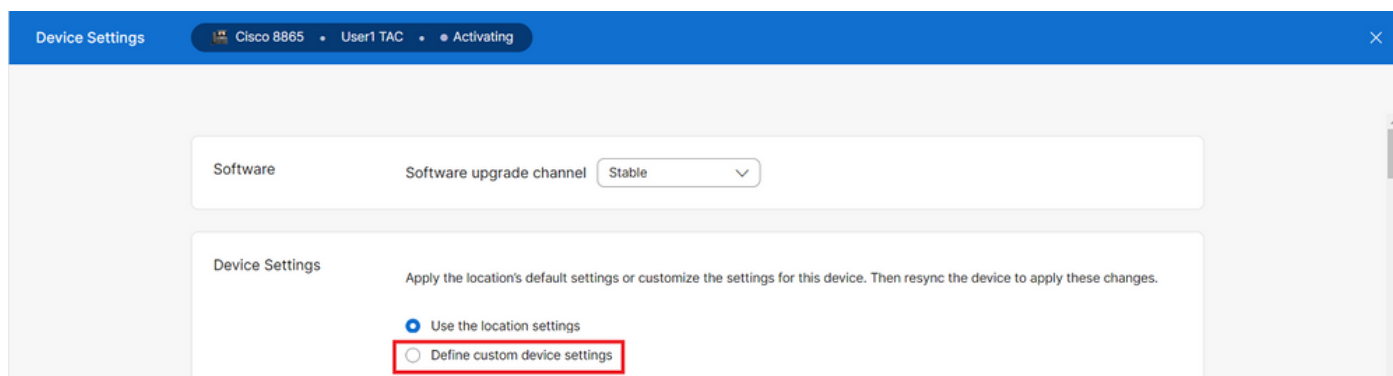 Device Settings Cisco 8865 • User1 TAC • Activating
Software
Software upgrade channel Stable
Device Settings
Apply the location's default settings or customize the settings for this device. Then resync the device to apply these changes.
Use the location settings
Define custom device settings